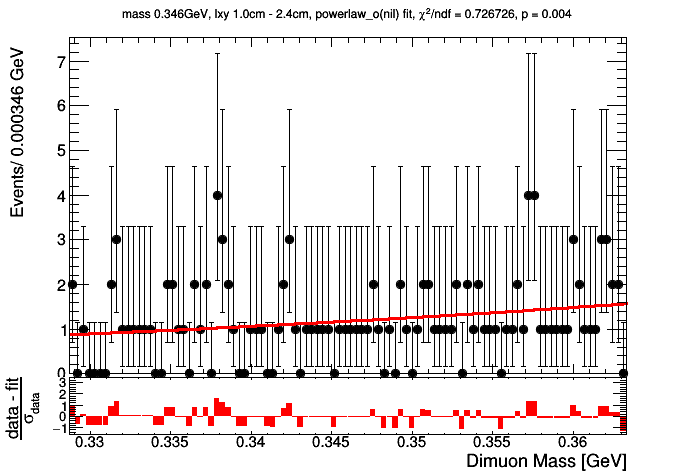 mass 0.346GeV, lxy 1.0cm - 2.4cm, powerlaw_o(nil) fit, χ²/ndf = 0.726726, p = 0.004
Events/ 0.000346 GeV
7
6
5
4
3
2
1
0
data - fit
σdata
3
2
1
0
−1
0.33 0.335 0.34 0.345 0.35 0.355 0.36
Dimuon Mass [GeV]